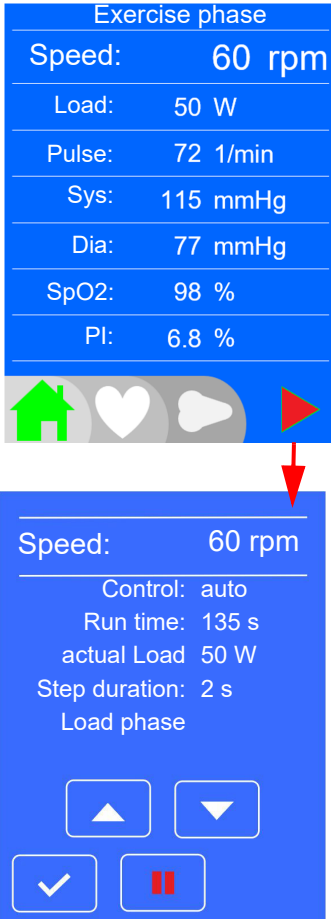 Exercise phase
Speed: 60 rpm
Load: 50 W
Pulse: 72 1/min
Sys: 115 mmHg
Dia: 77 mmHg
SpO2: 98 %
PI: 6.8 %
Speed: 60 rpm
Control: auto
Run time: 135 s
actual Load 50 W
Step duration: 2 s
Load phase